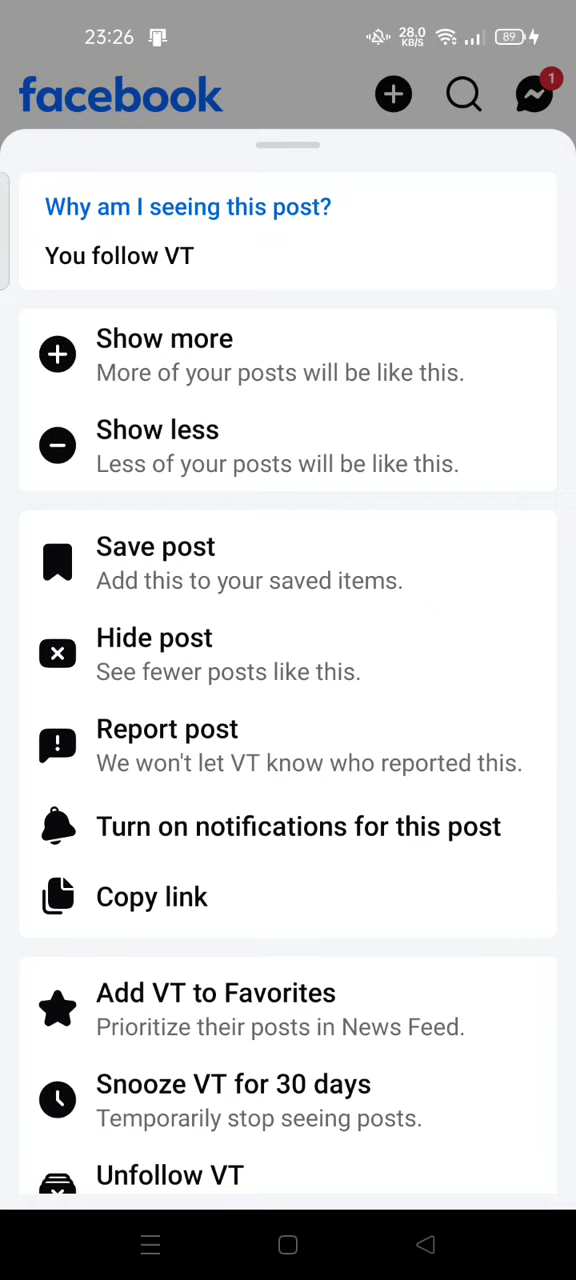 23:26
28.0
KB/S
89
facebook
1
Why am I seeing this post?
You follow VT
Show more
More of your posts will be like this.
Show less
Less of your posts will be like this.
Save post
Add this to your saved items.
Hide post
See fewer posts like this.
Report post
We won't let VT know who reported this.
Turn on notifications for this post
Copy link
Add VT to Favorites
Prioritize their posts in News Feed.
Snooze VT for 30 days
Temporarily stop seeing posts.
Unfollow VT